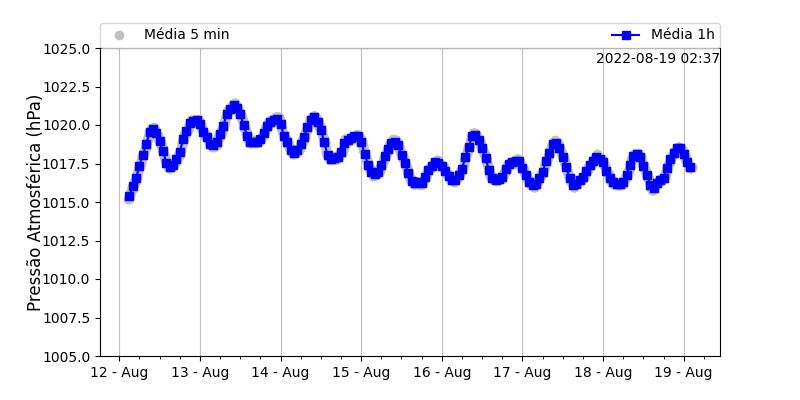 Média 5 min
Média 1h
2022-08-19 02:37
Pressão Atmosférica (hPa)
1025.0
1022.5
1020.0
1017.5
1015.0
1012.5
1010.0
1007.5
1005.0
12 - Aug
13 - Aug
14 - Aug
15 - Aug
16 - Aug
17 - Aug
18 - Aug
19 - Aug